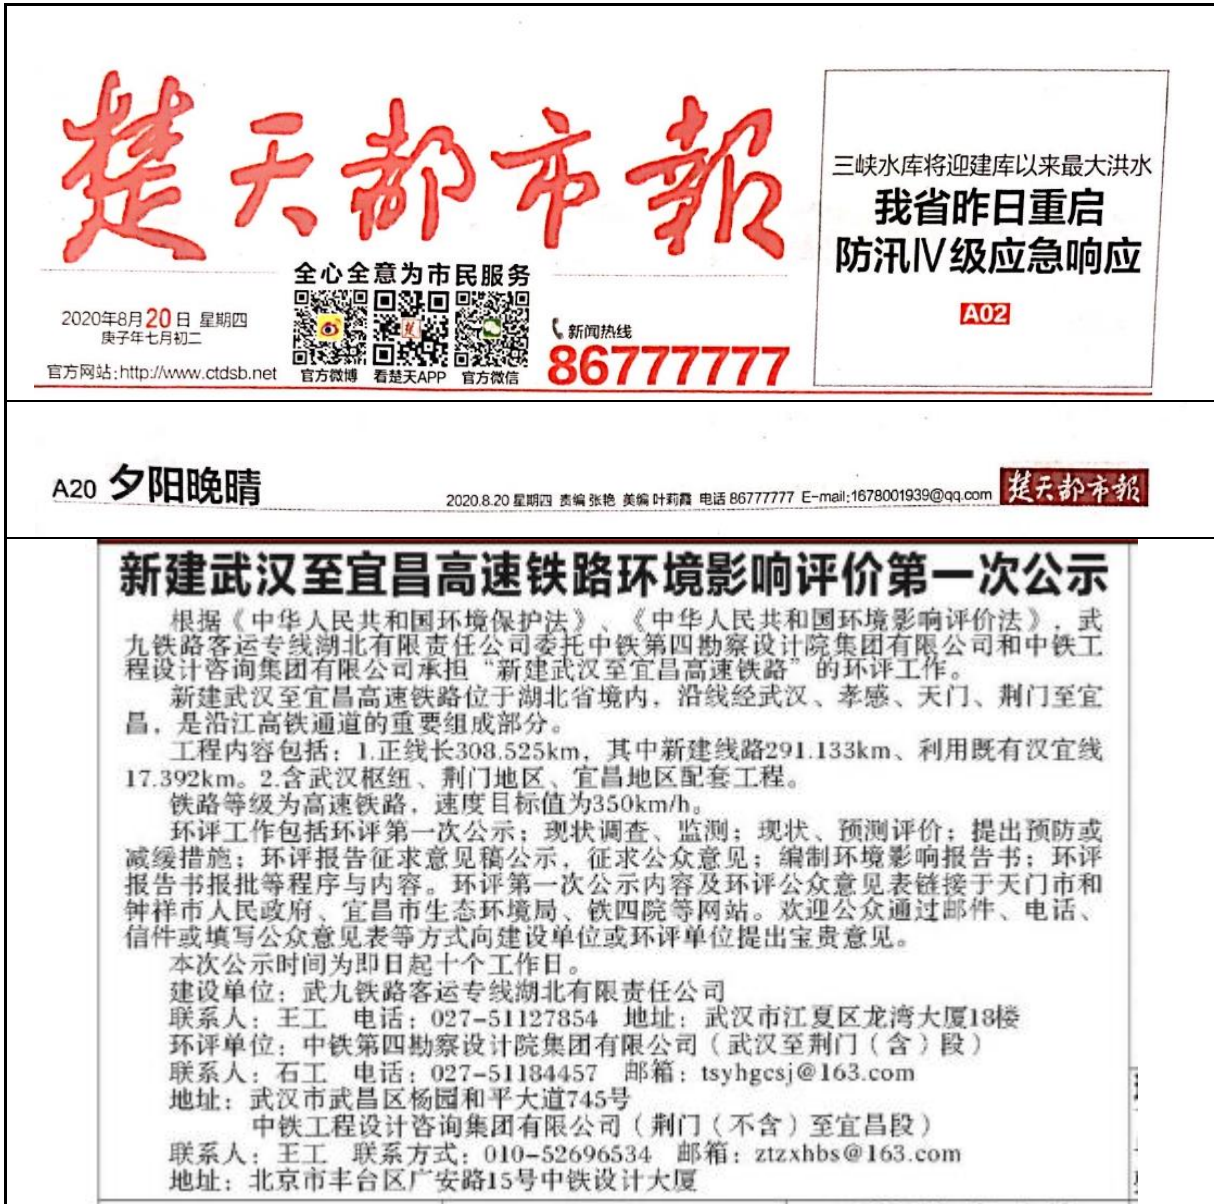 楚天都市報
三峡水库将迎建库以来最大洪水
我省昨日重启
防汛Ⅳ级应急响应
A02
全心全意为市民服务
2020年8月20日 星期四
庚子年七月初二
官方网站:http://www.ctdsb.net
官方微博 看楚天APP 官方微信
新闻热线
86777777
A20 夕阳晚晴
2020.8.20 星期四 责编 张艳 美编 叶莉霞 电话 86777777 E-mail:1678001939@qq.com
楚天都市報
新建武汉至宜昌高速铁路环境影响评价第一次公示
根据《中华人民共和国环境保护法》、《中华人民共和国环境影响评价法》，武
九铁路客运专线湖北有限责任公司委托中铁第四勘察设计院集团有限公司和中铁工
程设计咨询集团有限公司承担“新建武汉至宜昌高速铁路”的环评工作。
新建武汉至宜昌高速铁路位于湖北省境内，沿线经武汉、孝感、天门、荆门至宜
昌，是沿江高铁通道的重要组成部分。
工程内容包括：1.正线长308.525km，其中新建线路291.133km、利用既有汉宜线
17.392km。2.含武汉枢纽、荆门地区、宜昌地区配套工程。
铁路等级为高速铁路，速度目标值为350km/h。
环评工作包括环评第一次公示；现状调查、监测；现状、预测评价；提出预防或
减缓措施；环评报告征求意见稿公示，征求公众意见；编制环境影响报告书；环评
报告书报批等程序与内容。环评第一次公示内容及环评公众意见表链接于天门市和
钟祥市人民政府、宜昌市生态环境局、铁四院等网站。欢迎公众通过邮件、电话、
信件或填写公众意见表等方式向建设单位或环评单位提出宝贵意见。
本次公示时间为即日起十个工作日。
建设单位：武九铁路客运专线湖北有限责任公司
联系人：王工 电话：027-51127854 地址：武汉市江夏区龙湾大厦18楼
环评单位：中铁第四勘察设计院集团有限公司（武汉至荆门（含）段）
联系人：石工 电话：027-51184457 邮箱：tsyhgcsj@163.com
地址：武汉市武昌区杨园和平大道745号
中铁工程设计咨询集团有限公司（荆门（不含）至宜昌段）
联系人：王工 联系方式：010-52696534 邮箱：ztzxhbs@163.com
地址：北京市丰台区广安路15号中铁设计大厦